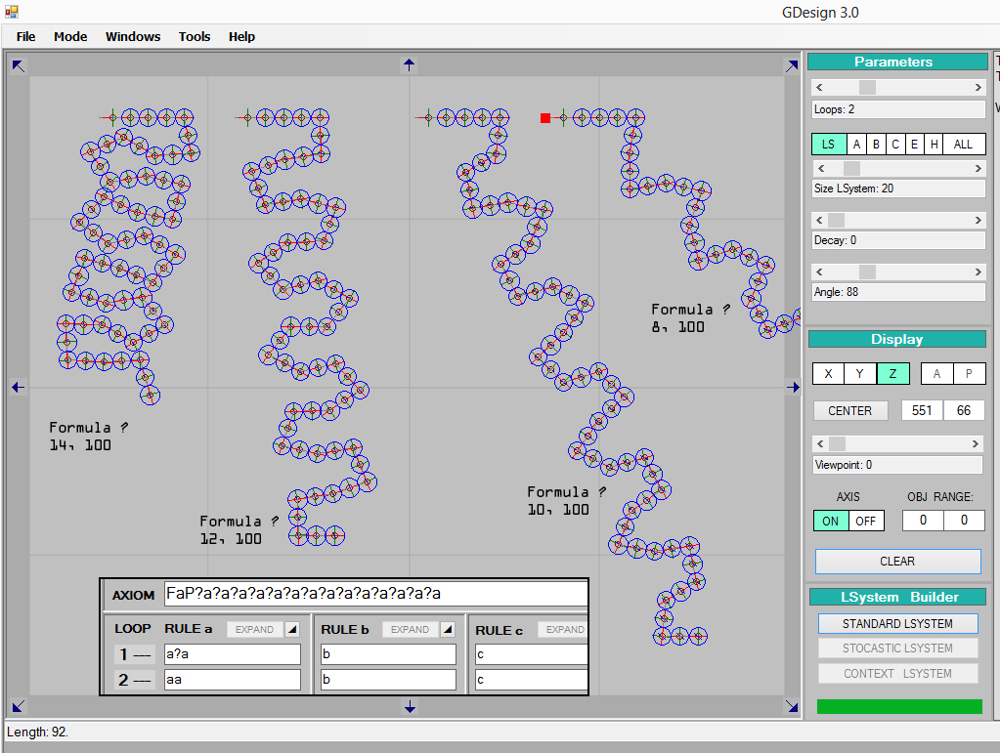 GDesign 3.0
File Mode Windows Tools Help
Parameters
Loops: 2
LS A B C E H ALL
Size LSystem: 20
Decay: 0
Angle: 88
Display
X Y Z A P
CENTER 551 66
Viewpoint: 0
AXIS OBJ RANGE:
ON OFF 0 0
CLEAR
LSystem Builder
STANDARD LSYSTEM
STOCASTIC LSYSTEM
CONTEXT LSYSTEM
Formula ?
8, 100
Formula ?
14, 100
Formula ?
10, 100
Formula ?
12, 100
AXIOM FaP?a?a?a?a?a?a?a?a?a?a?a?a?a?a
LOOP RULE a EXPAND RULE b EXPAND RULE c EXPAND
1 --- a?a b c
2 --- aa b c
Length: 92.